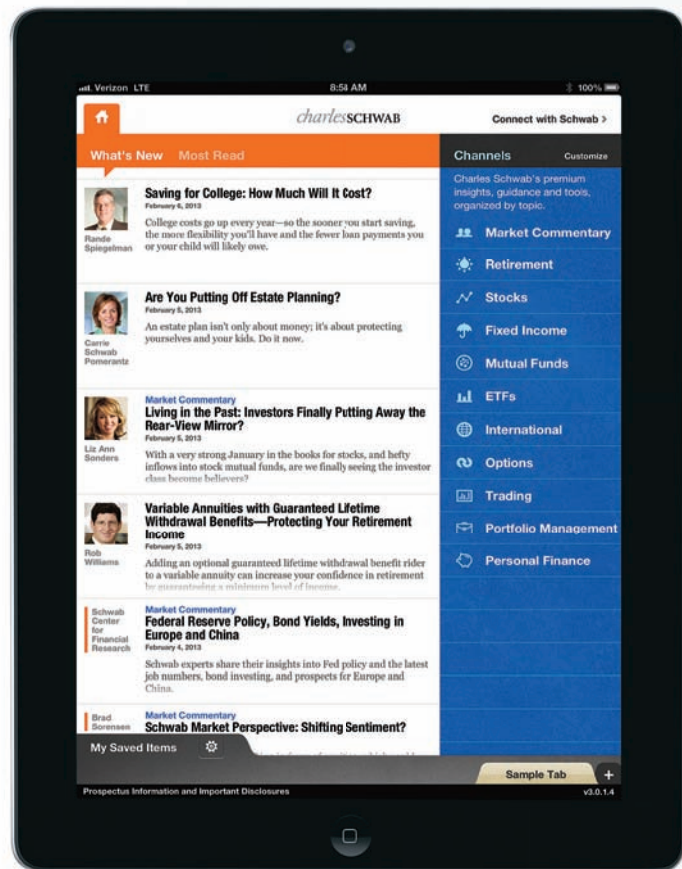 Verizon LTE 8:54 AM 100%
charles SCHWAB
Connect with Schwab >
What's New Most Read
Rande
Spiegelman
Saving for College: How Much Will It Cost?
February 6, 2013
College costs go up every year—so the sooner you start saving,
the more flexibility you'll have and the fewer loan payments you
or your child will likely owe.
Carrie
Schwab
Pomerantz
Are You Putting Off Estate Planning?
February 5, 2013
An estate plan isn't only about money; it's about protecting
yourselves and your kids. Do it now.
Liz Ann
Sonders
Market Commentary
Living in the Past: Investors Finally Putting Away the
Rear-View Mirror?
February 5, 2013
With a very strong January in the books for stocks, and hefty
inflows into stock mutual funds, are we finally seeing the investor
class become believers?
Rob
Williams
Variable Annuities with Guaranteed Lifetime
Withdrawal Benefits—Protecting Your Retirement
Income
February 5, 2013
Adding an optional guaranteed lifetime withdrawal benefit rider
to a variable annuity can increase your confidence in retirement
by guaranteeing a minimum level of income.
Schwab
Center
for
Financial
Research
Market Commentary
Federal Reserve Policy, Bond Yields, Investing in
Europe and China
February 4, 2013
Schwab experts share their insights into Fed policy and the latest
job numbers, bond investing, and prospects for Europe and
China.
Brad
Sorensen
Market Commentary
Schwab Market Perspective: Shifting Sentiment?
Channels Customize
Charles Schwab's premium
insights, guidance and tools,
organized by topic.
Market Commentary
Retirement
Stocks
Fixed Income
Mutual Funds
ETFs
International
Options
Trading
Portfolio Management
Personal Finance
My Saved Items
Sample Tab +
Prospectus Information and Important Disclosures v3.0.1.4